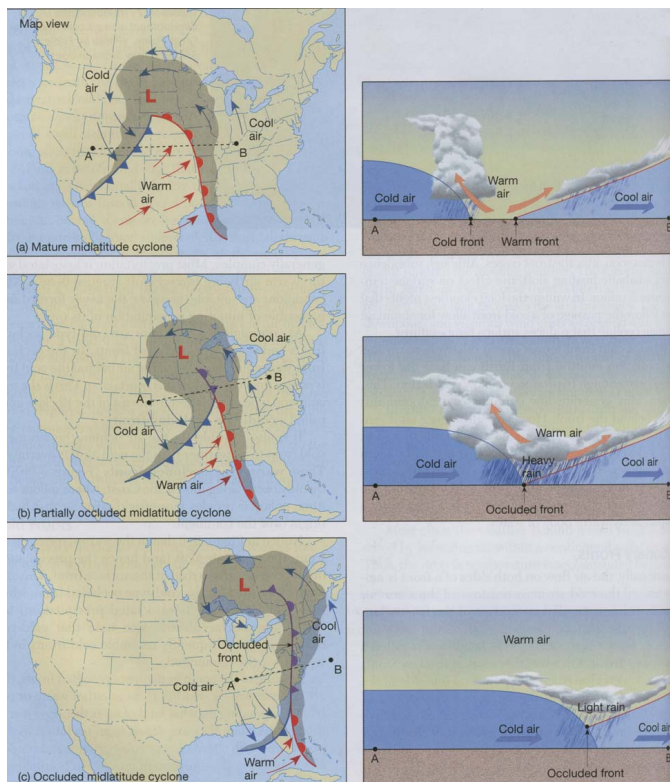 Map view
Cold
air
L
Cool
air
A
B
Warm
air
(a) Mature midlatitude cyclone
Cold air
Warm
air
Cool air
A
Cold front
Warm front
L
Cool air
B
A
Cold air
Warm air
(b) Partially occluded midlatitude cyclone
Warm air
Cold air
Heavy
rain
Cool air
A
Occluded front
L
Cool
air
Occluded
front
B
Cold air
A
Warm
air
(c) Occluded midlatitude cyclone
Warm air
Light rain
Cold air
Cool air
A
Occluded front